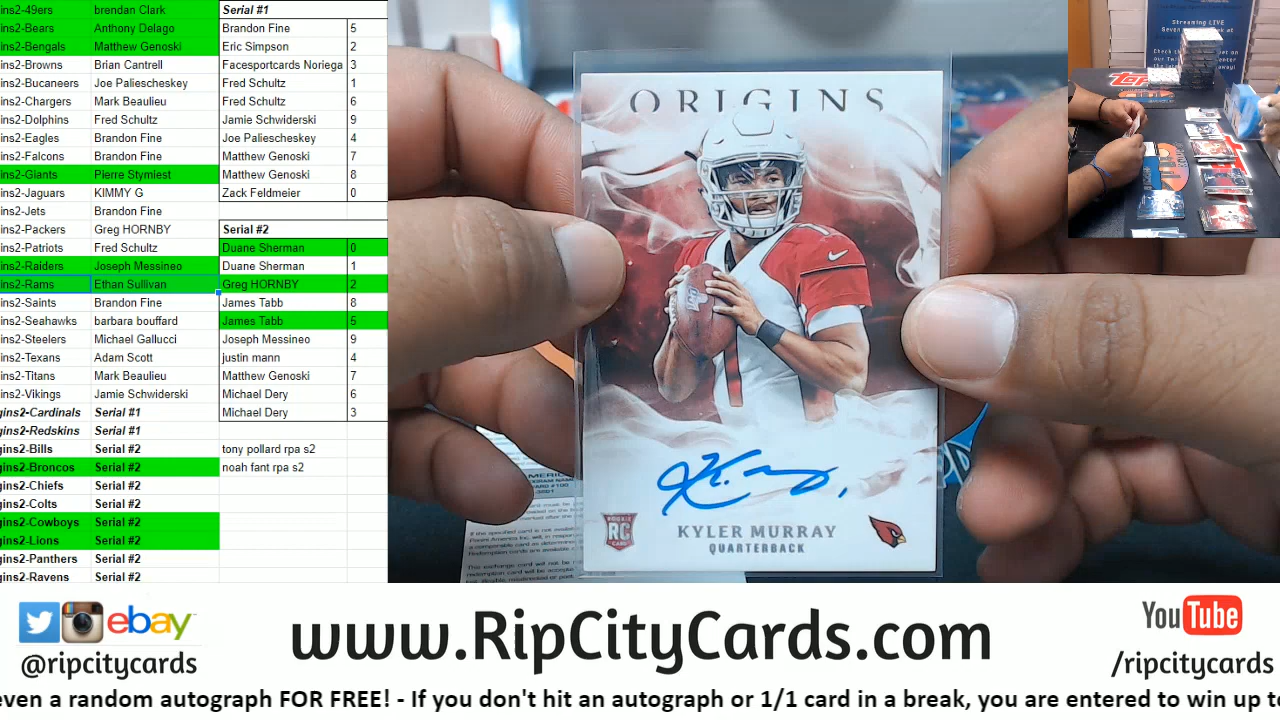 ins2-49ers brendan Clark
ins2-Bears Anthony Delago
ins2-Bengals Matthew Genoski
ins2-Browns Brian Cantrell
ins2-Bucaneers Joe Paliescheskey
ins2-Chargers Mark Beaulieu
ins2-Dolphins Fred Schultz
ins2-Eagles Brandon Fine
ins2-Falcons Brandon Fine
ins2-Giants Pierre Stymiest
ins2-Jaguars KIMMY G
ins2-Jets Brandon Fine
ins2-Packers Greg HORNBY
ins2-Patriots Fred Schultz
ins2-Raiders Joseph Messineo
ins2-Rams Ethan Sullivan
ins2-Saints Brandon Fine
ins2-Seahawks barbara bouffard
ins2-Steelers Michael Gallucci
ins2-Texans Adam Scott
ins2-Titans Mark Beaulieu
ins2-Vikings Jamie Schwiderski
gins2-Cardinals Serial #1
gins2-Redskins Serial #1
gins2-Bills Serial #2
gins2-Broncos Serial #2
gins2-Chiefs Serial #2
gins2-Colts Serial #2
gins2-Cowboys Serial #2
gins2-Lions Serial #2
gins2-Panthers Serial #2
gins2-Ravens Serial #2
Serial #1
Brandon Fine 5
Eric Simpson 2
Facesportcards Noriega 3
Fred Schultz 1
Fred Schultz 6
Jamie Schwiderski 9
Joe Paliescheskey 4
Matthew Genoski 7
Matthew Genoski 8
Zack Feldmeier 0
Serial #2
Duane Sherman 0
Duane Sherman 1
Greg HORNBY 2
James Tabb 8
James Tabb 5
Joseph Messineo 9
justin mann 4
Matthew Genoski 7
Michael Dery 6
Michael Dery 3
tony pollard rpa s2
noah fant rpa s2
ORIGINS
1
RC
KYLER MURRAY
QUARTERBACK
Streaming LIVE
Topps
ebay
@ripcitycards
www.RipCityCards.com
YouTube
/ripcitycards
even a random autograph FOR FREE! - If you don't hit an autograph or 1/1 card in a break, you are entered to win up to